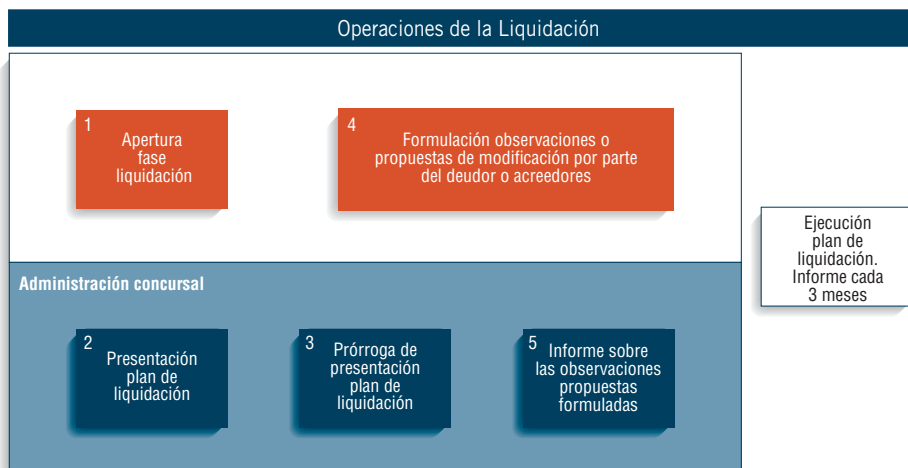 Operaciones de la Liquidación
1
Apertura
fase
liquidación
4
Formulación observaciones o
propuestas de modificación por parte
del deudor o acreedores
Ejecución
plan de
liquidación.
Informe cada
3 meses
Administración concursal
2
Presentación
plan de
liquidación
3
Prórroga de
presentación
plan de
liquidación
5
Informe sobre
las observaciones
propuestas
formuladas